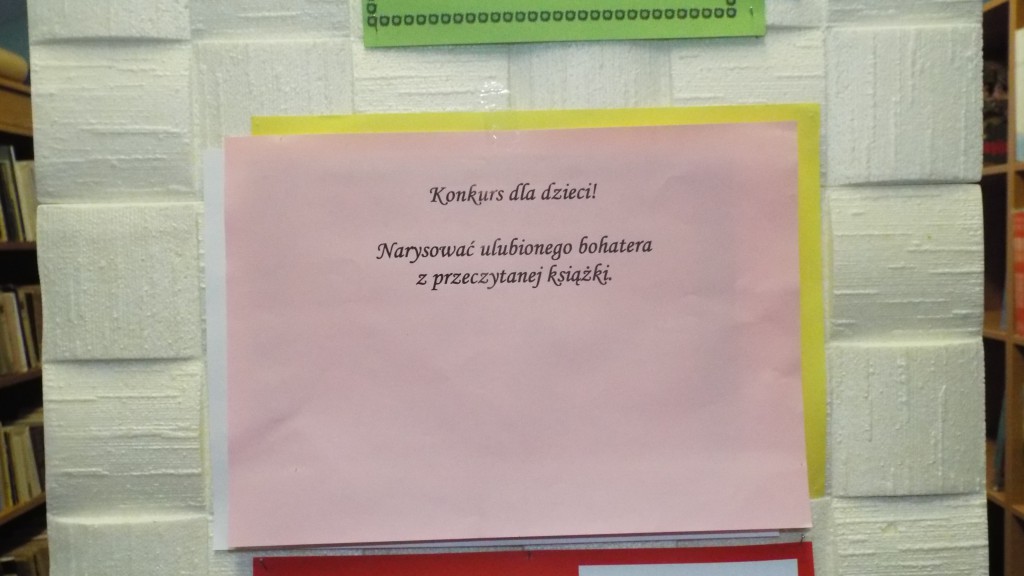 Konkurs dla dzieci!
Narysować ulubionego bohatera
z przeczytanej książki.